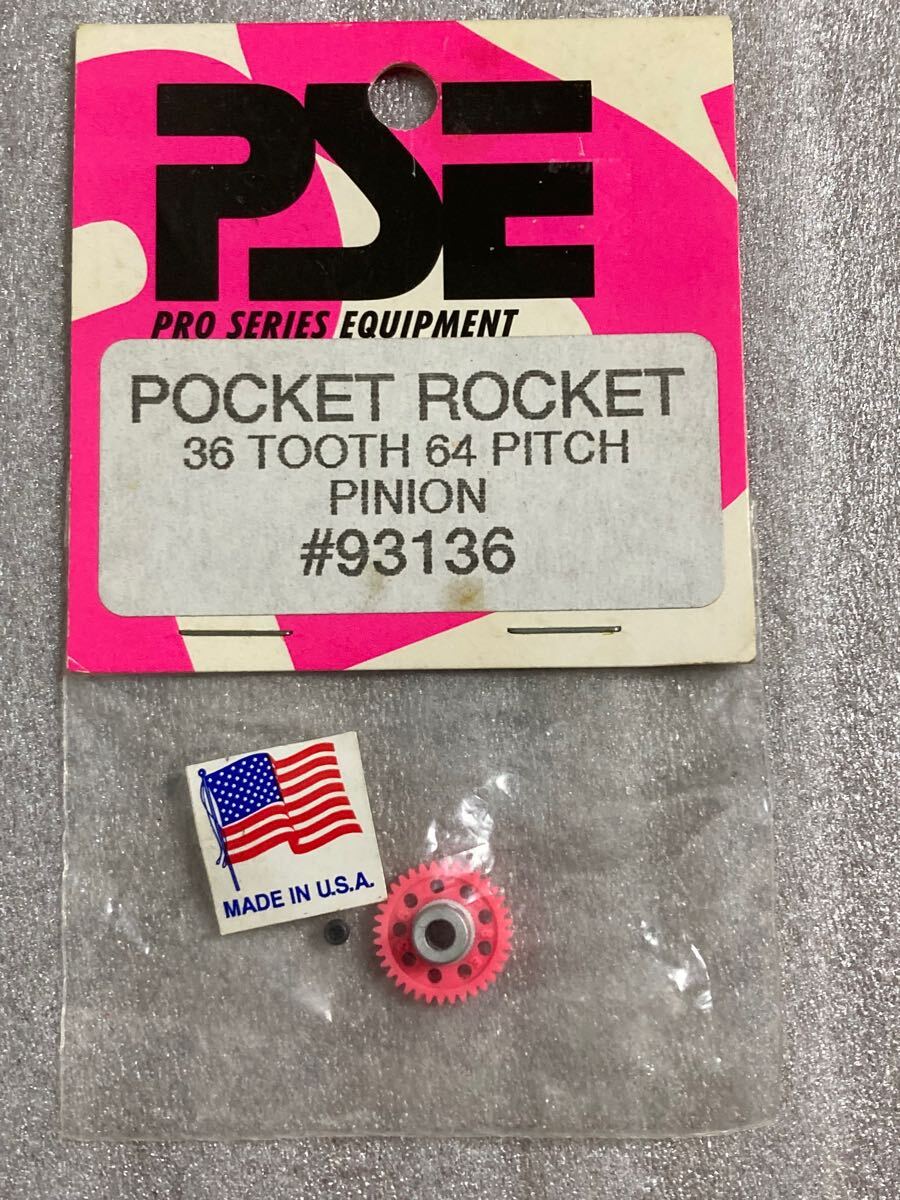 PSE
PRO SERIES EQUIPMENT
POCKET ROCKET
36 TOOTH 64 PITCH
PINION
#93136
MADE IN U.S.A.